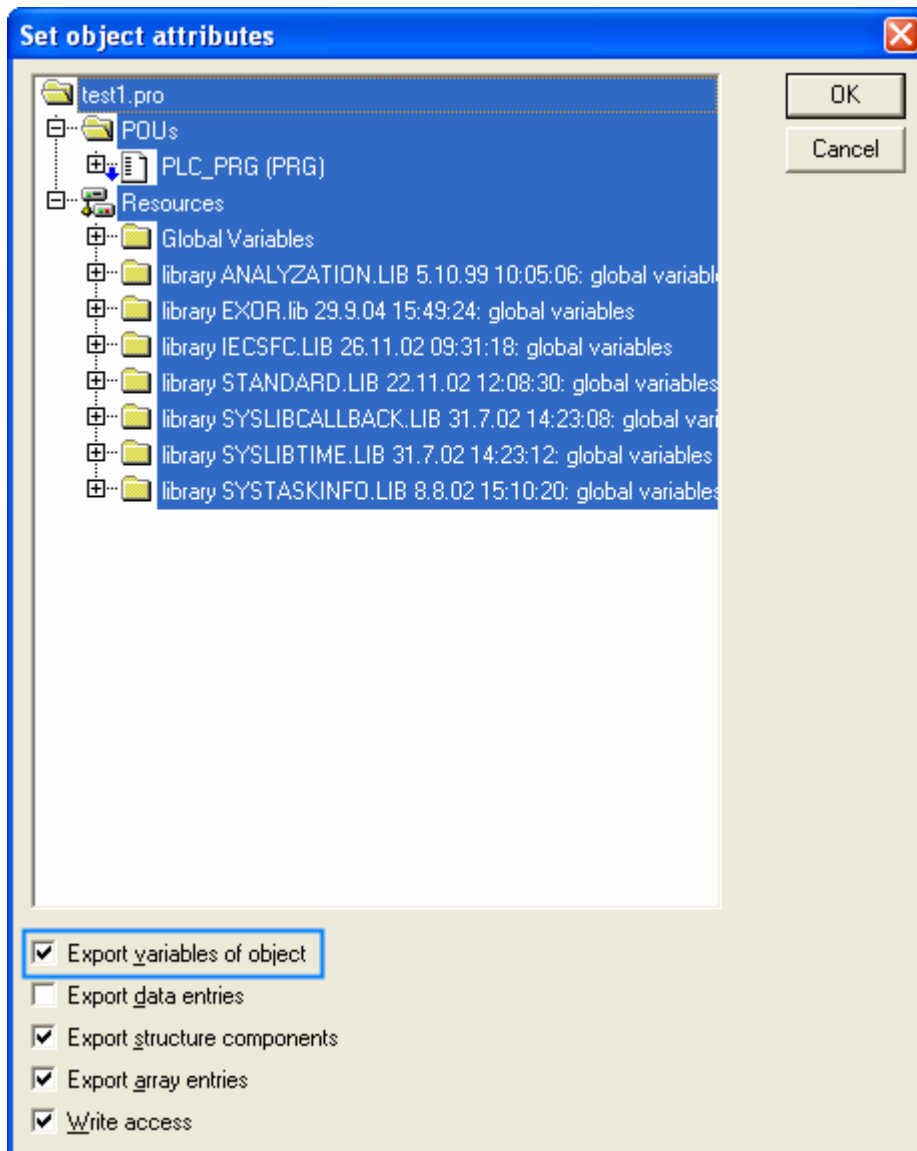 Set object attributes
test1.pro
OK
POUs
Cancel
PLC_PRG (PRG)
Resources
Global Variables
library ANALYZATION.LIB 5.10.99 10:05:06: global variabl
library EXOR.lib 29.9.04 15:49:24: global variables
library IECSFC.LIB 26.11.02 09:31:18: global variables
library STANDARD.LIB 22.11.02 12:08:30: global variables
library SYSLIBCALLBACK.LIB 31.7.02 14:23:08: global vari
library SYSLIBTIME.LIB 31.7.02 14:23:12: global variables
library SYSTASKINFO.LIB 8.8.02 15:10:20: global variables
Export variables of object
Export data entries
Export structure components
Export array entries
Write access